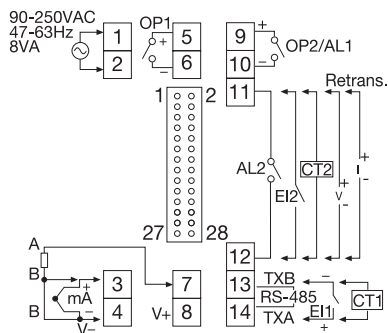 90-250VAC
47-63Hz
8VA
1
2
OP1
5
6
+
−
9
10
+
−
OP2/AL1
11
Retrans.
1
2
27
28
AL2
EI2
CT2
+
V
−
+
I
−
12
A
B
B
mA
+
−
V−
3
4
7
8
V+
13
14
TXB
RS-485
TXA
−
EI1
+
CT1